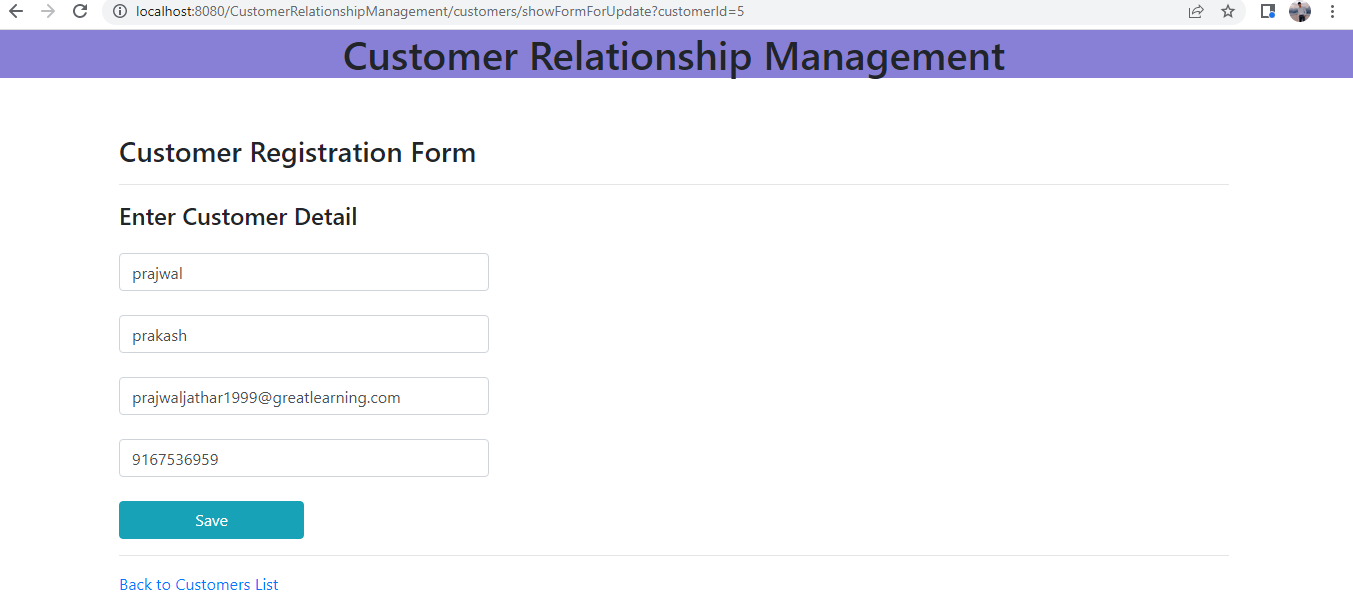 localhost:8080/CustomerRelationshipManagement/customers/showFormForUpdate?customerId=5
Customer Relationship Management
Customer Registration Form
Enter Customer Detail
prajwal
prakash
prajwaljathar1999@greatlearning.com
9167536959
Save
Back to Customers List